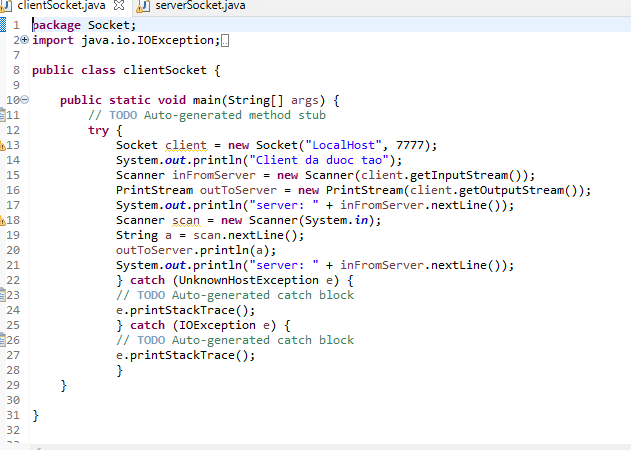 clientSocket.java serverSocket.java
1 package Socket;
2 import java.io.IOException;
7
8 public class clientSocket {
9
10 public static void main(String[] args) {
11 // TODO Auto-generated method stub
12 try {
13 Socket client = new Socket("LocalHost", 7777);
14 System.out.println("Client da duoc tao");
15 Scanner inFromServer = new Scanner(client.getInputStream());
16 PrintStream outToServer = new PrintStream(client.getOutputStream());
17 System.out.println("server: " + inFromServer.nextLine());
18 Scanner scan = new Scanner(System.in);
19 String a = scan.nextLine();
20 outToServer.println(a);
21 System.out.println("server: " + inFromServer.nextLine());
22 } catch (UnknownHostException e) {
23 // TODO Auto-generated catch block
24 e.printStackTrace();
25 } catch (IOException e) {
26 // TODO Auto-generated catch block
27 e.printStackTrace();
28 }
29 }
30
31 }
32